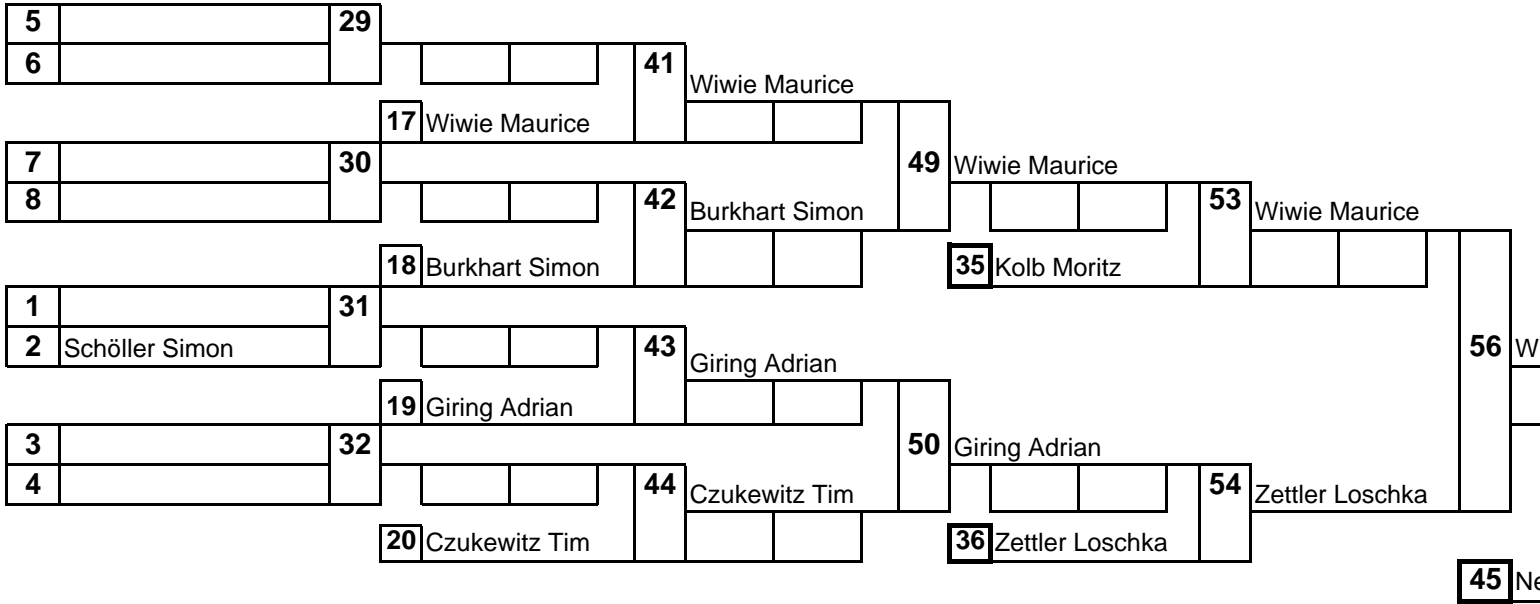 5 29
6 41
Wiwie Maurice
17 Wiwie Maurice
7 30 49 Wiwie Maurice
8 42 53
Burkhart Simon Wiwie Maurice
18 Burkhart Simon 35 Kolb Moritz
1 31
2 Schöller Simon 43 56 W
Giring Adrian
19 Giring Adrian
3 32 50 Giring Adrian
4 44 Czukewitz Tim 54 Zettler Loschka
20 Czukewitz Tim 36 Zettler Loschka
45 Ne